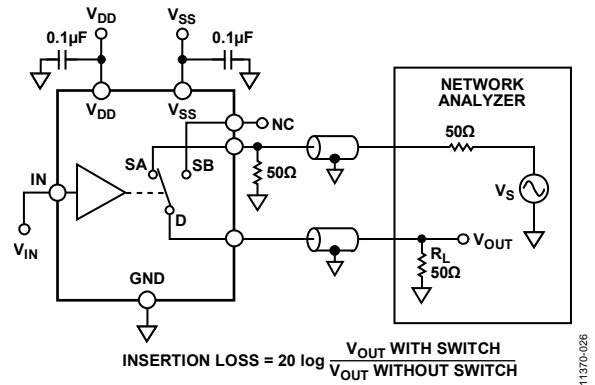 VDD
VSS
0.1µF
0.1µF
VDD
VSS
NC
NETWORK
ANALYZER
50Ω
SA
SB
50Ω
IN
VS
D
VIN
VOUT
RL
50Ω
GND
INSERTION LOSS = 20 log VOUT WITH SWITCH
VOUT WITHOUT SWITCH
11370-026